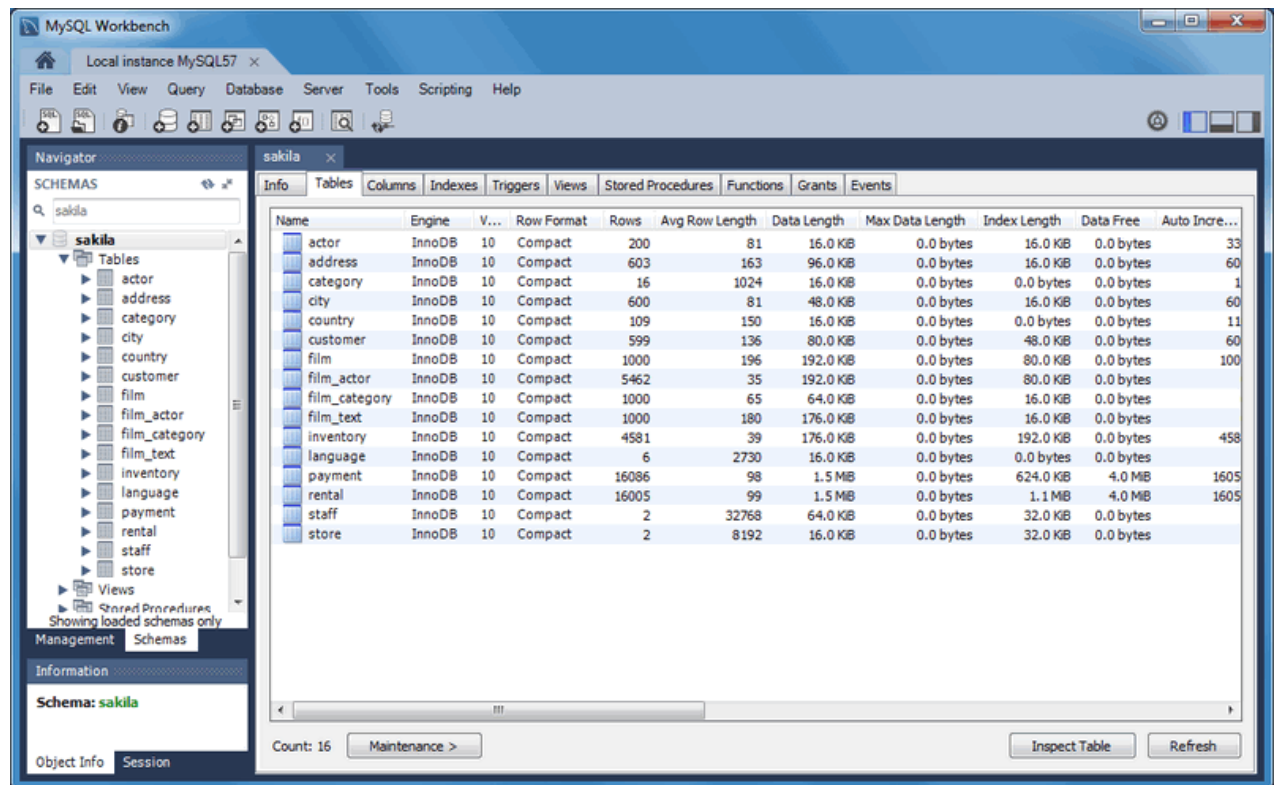 MySQL Workbench
Local instance MySQL57
File Edit View Query Database Server Tools Scripting Help
Navigator
SCHEMAS
sakila
sakila
Tables
actor
address
category
city
country
customer
film
film_actor
film_category
film_text
inventory
language
payment
rental
staff
store
Views
Stored Procedures
Showing loaded schemas only
Management Schemas
Information
Schema: sakila
Object Info Session
sakila
Info Tables Columns Indexes Triggers Views Stored Procedures Functions Grants Events
Name Engine V... Row Format Rows Avg Row Length Data Length Max Data Length Index Length Data Free Auto Incre...
actor InnoDB 10 Compact 200 81 16.0 KiB 0.0 bytes 16.0 KiB 0.0 bytes 33
address InnoDB 10 Compact 603 163 96.0 KiB 0.0 bytes 16.0 KiB 0.0 bytes 60
category InnoDB 10 Compact 16 1024 16.0 KiB 0.0 bytes 0.0 bytes 0.0 bytes 1
city InnoDB 10 Compact 600 81 48.0 KiB 0.0 bytes 16.0 KiB 0.0 bytes 60
country InnoDB 10 Compact 109 150 16.0 KiB 0.0 bytes 0.0 bytes 0.0 bytes 11
customer InnoDB 10 Compact 599 136 80.0 KiB 0.0 bytes 48.0 KiB 0.0 bytes 60
film InnoDB 10 Compact 1000 196 192.0 KiB 0.0 bytes 80.0 KiB 0.0 bytes 100
film_actor InnoDB 10 Compact 5462 35 192.0 KiB 0.0 bytes 80.0 KiB 0.0 bytes
film_category InnoDB 10 Compact 1000 65 64.0 KiB 0.0 bytes 16.0 KiB 0.0 bytes
film_text InnoDB 10 Compact 1000 180 176.0 KiB 0.0 bytes 16.0 KiB 0.0 bytes
inventory InnoDB 10 Compact 4581 39 176.0 KiB 0.0 bytes 192.0 KiB 0.0 bytes 458
language InnoDB 10 Compact 6 2730 16.0 KiB 0.0 bytes 0.0 bytes 0.0 bytes
payment InnoDB 10 Compact 16086 98 1.5 MiB 0.0 bytes 624.0 KiB 4.0 MiB 1605
rental InnoDB 10 Compact 16005 99 1.5 MiB 0.0 bytes 1.1 MiB 4.0 MiB 1605
staff InnoDB 10 Compact 2 32768 64.0 KiB 0.0 bytes 32.0 KiB 0.0 bytes
store InnoDB 10 Compact 2 8192 16.0 KiB 0.0 bytes 32.0 KiB 0.0 bytes
Count: 16 Maintenance > Inspect Table Refresh